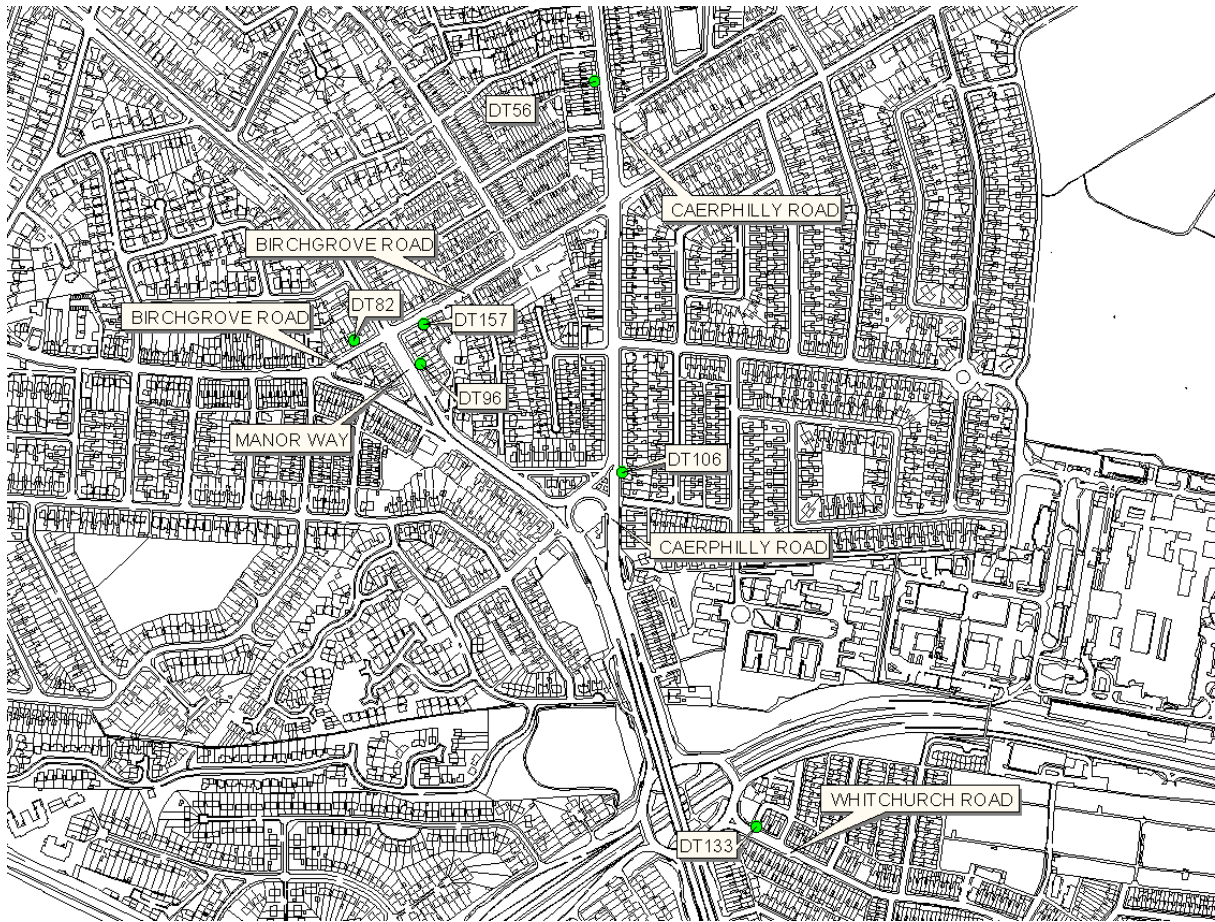 DT56
CAERPHILLY ROAD
BIRCHGROVE ROAD
DT82
BIRCHGROVE ROAD
DT157
DT96
MANOR WAY
DT106
CAERPHILLY ROAD
WHITCHURCH ROAD
DT133